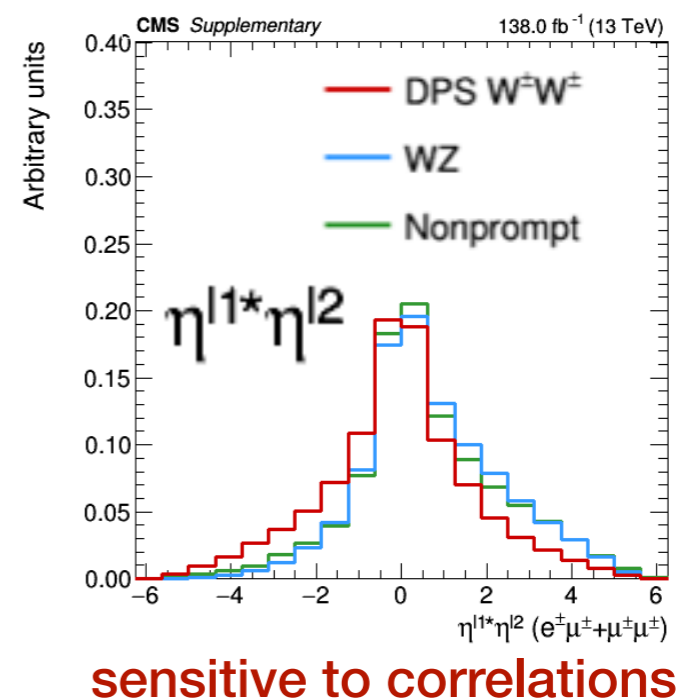 CMS Supplementary 138.0 fb⁻¹ (13 TeV)
Arbitrary units
0.40
0.35
0.30
0.25
0.20
0.15
0.10
0.05
0.00
DPS W±W±
WZ
Nonprompt
η^l1*η^l2
−6 −4 −2 0 2 4 6
η^l1*η^l2 (e±μ±+μ±μ±)
sensitive to correlations